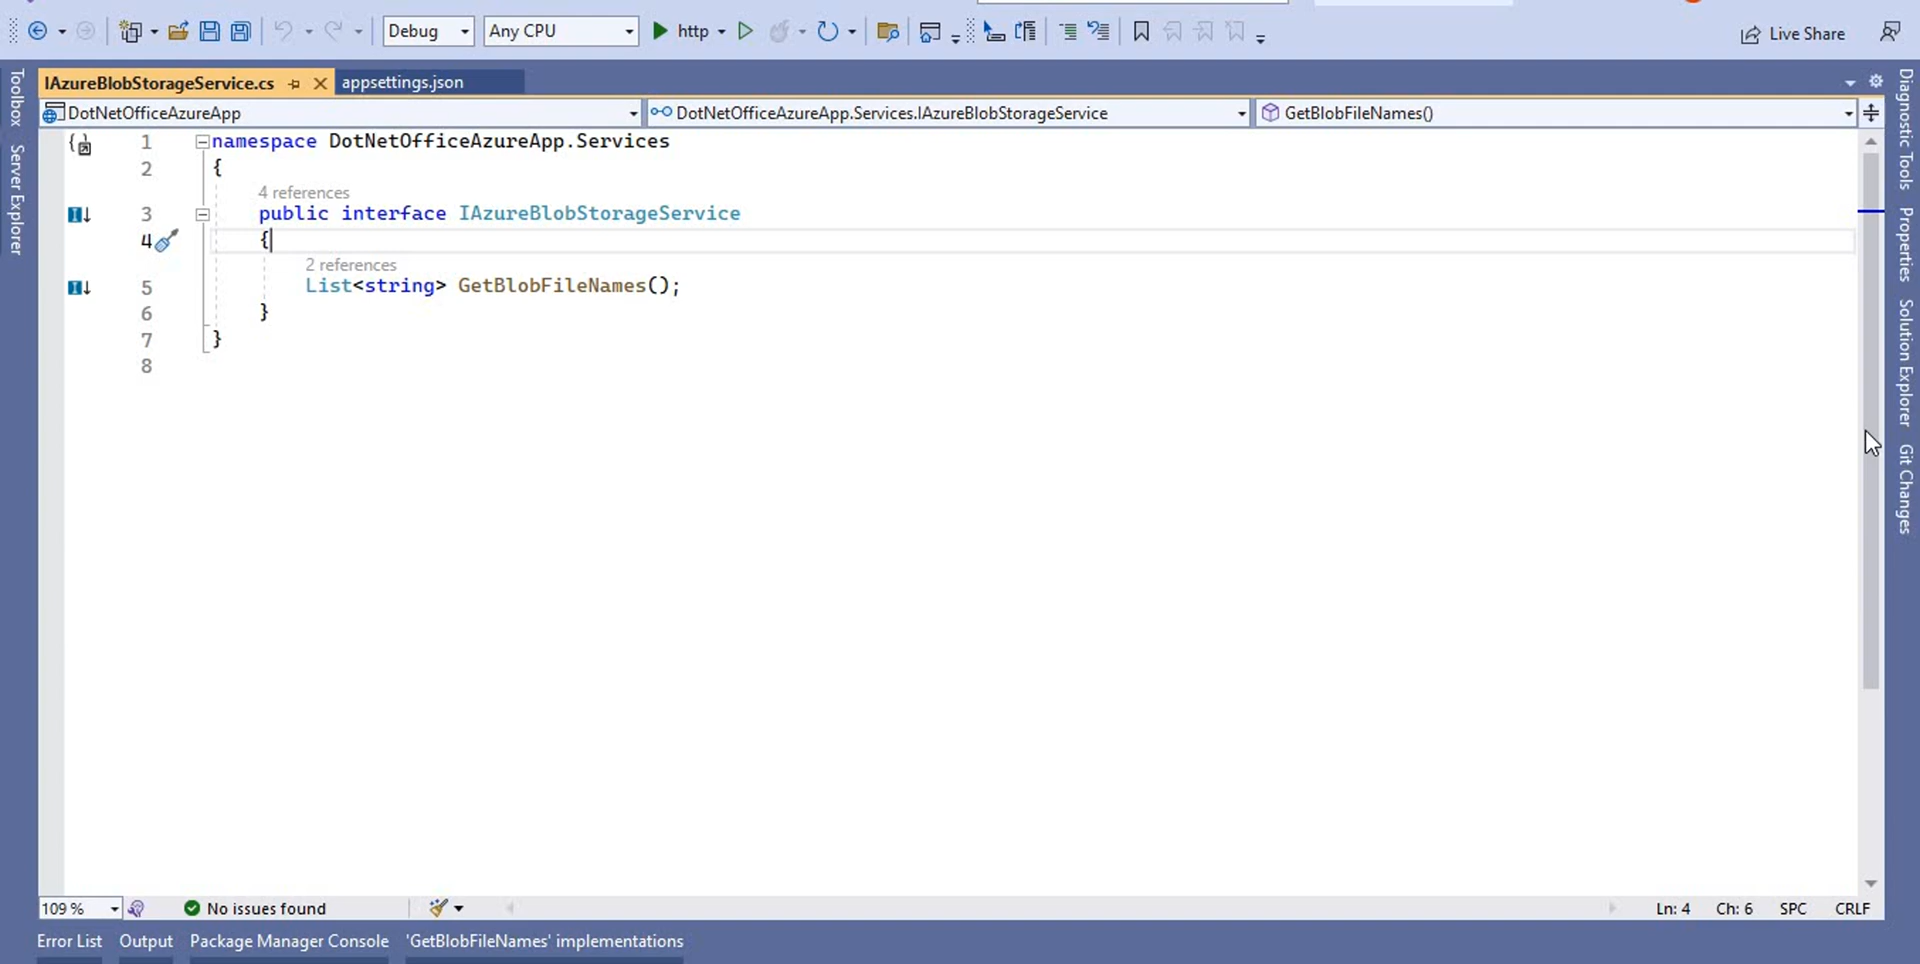 Debug
Any CPU
http
Live Share
Toolbox
Server Explorer
IAzureBlobStorageService.cs
appsettings.json
DotNetOfficeAzureApp
DotNetOfficeAzureApp.Services.IAzureBlobStorageService
GetBlobFileNames()
1 namespace DotNetOfficeAzureApp.Services
2 {
4 references
3 public interface IAzureBlobStorageService
4 {
2 references
5 List<string> GetBlobFileNames();
6 }
7 }
8
Diagnostic Tools
Properties
Solution Explorer
Git Changes
109 %
No issues found
Ln: 4
Ch: 6
SPC
CRLF
Error List
Output
Package Manager Console
'GetBlobFileNames' implementations